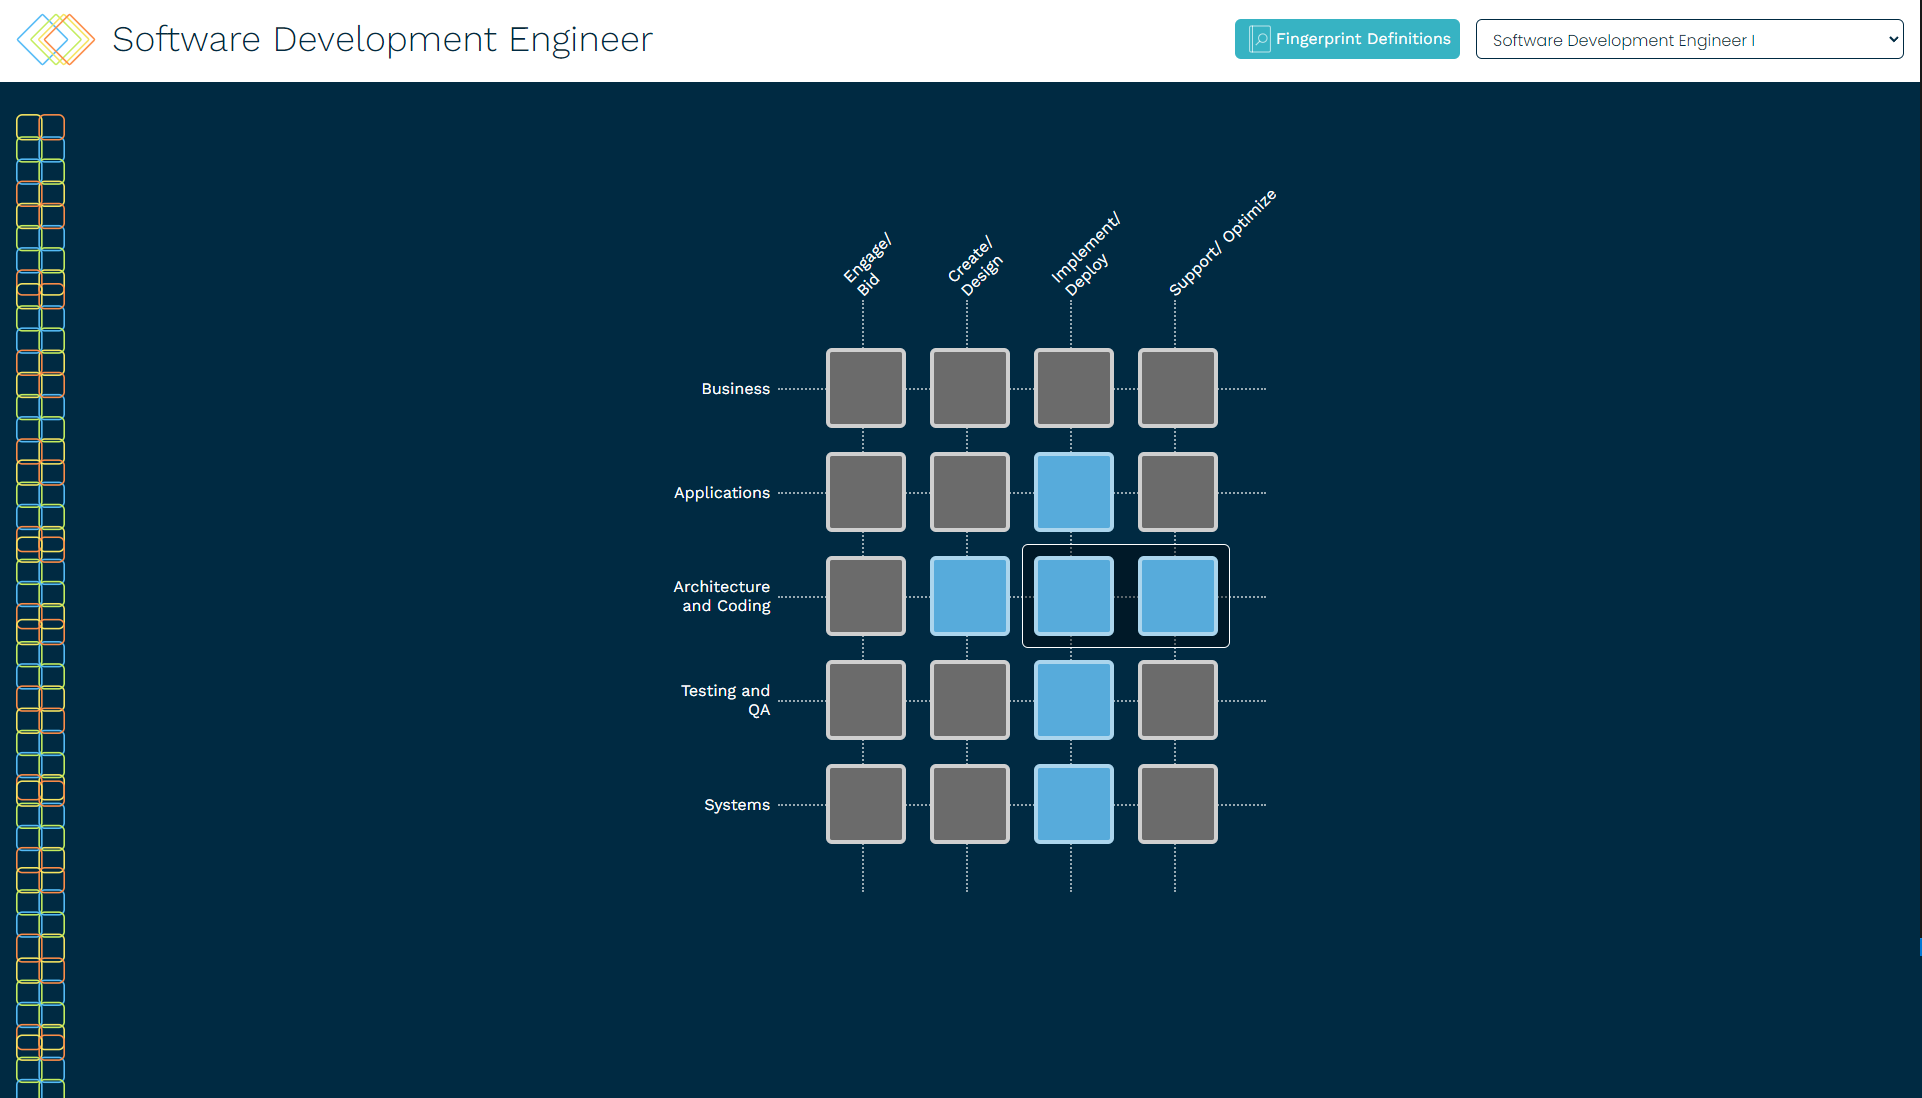 Software Development Engineer
Fingerprint Definitions
Software Development Engineer I
Engage/
Bid
Create/
Design
Implement/
Deploy
Support/ Optimize
Business
Applications
Architecture
and Coding
Testing and
QA
Systems